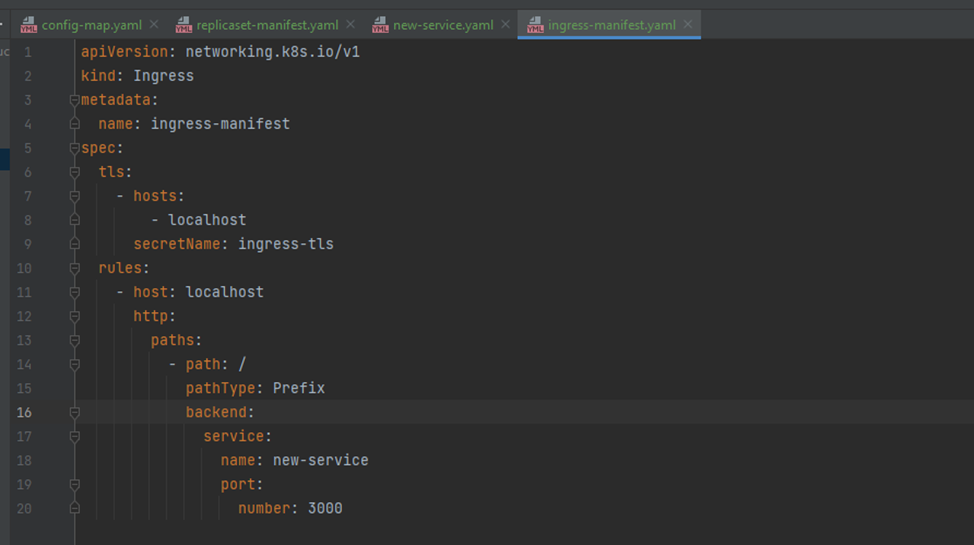 config-map.yaml replicaset-manifest.yaml new-service.yaml ingress-manifest.yaml
1 apiVersion: networking.k8s.io/v1
2 kind: Ingress
3 metadata:
4   name: ingress-manifest
5 spec:
6   tls:
7     - hosts:
8         - localhost
9       secretName: ingress-tls
10   rules:
11     - host: localhost
12       http:
13         paths:
14           - path: /
15             pathType: Prefix
16             backend:
17               service:
18                 name: new-service
19                 port:
20                   number: 3000